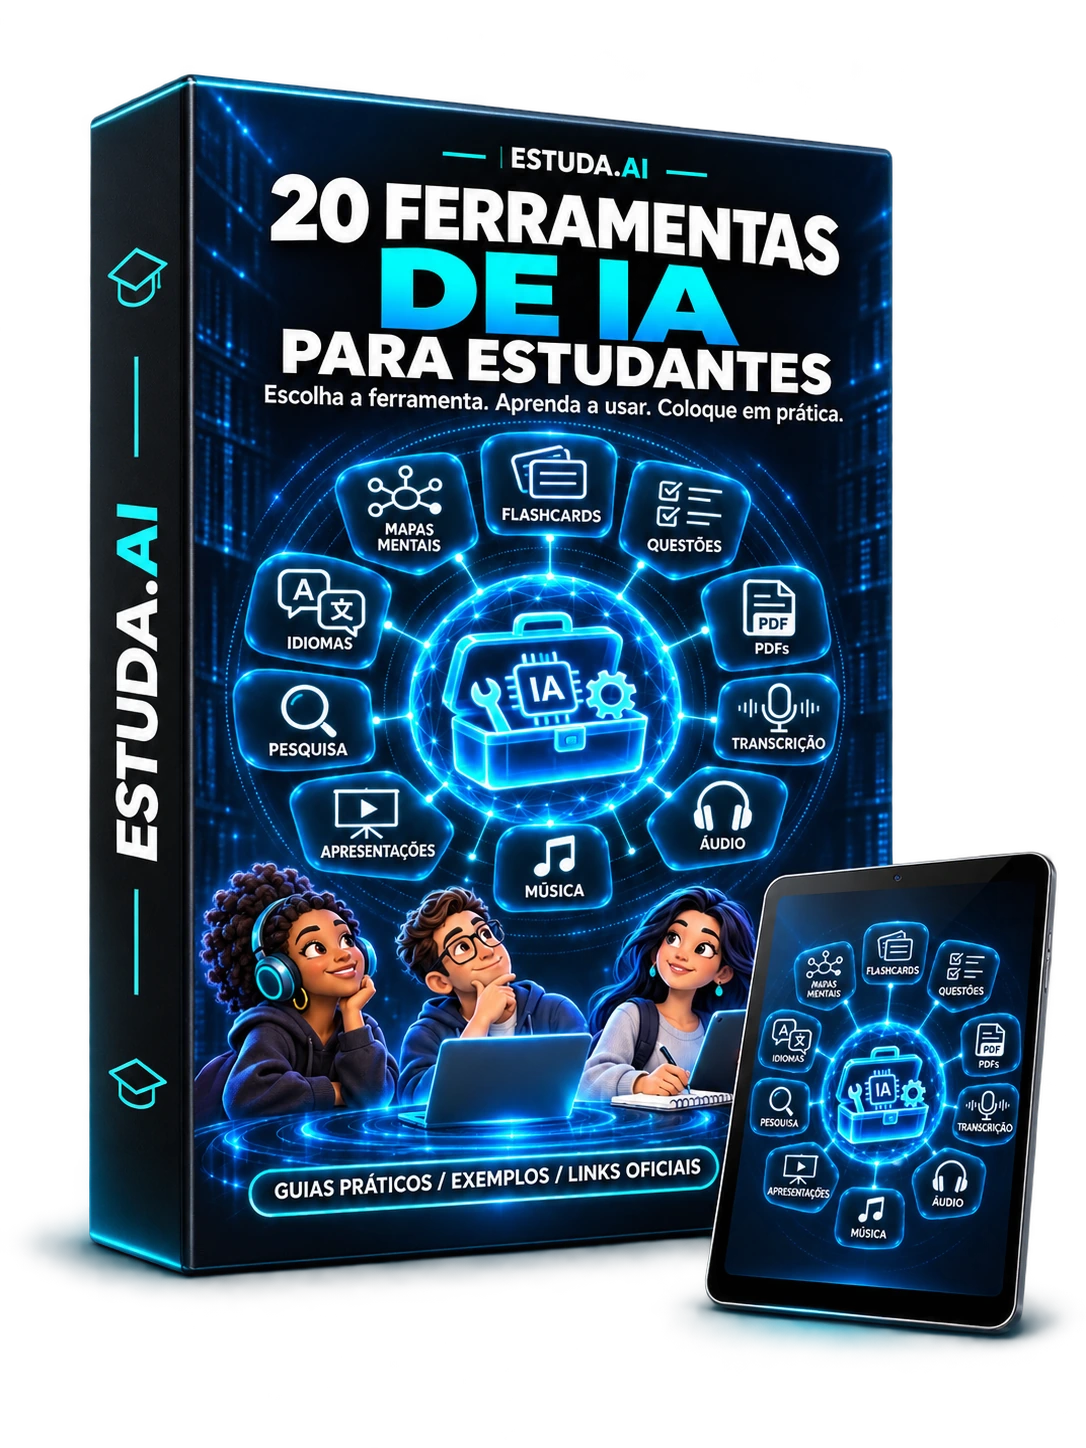 ESTUDA.AI
20 FERRAMENTAS
DE IA
PARA ESTUDANTES
Escolha a ferramenta. Aprenda a usar. Coloque em prática.
MAPAS
MENTAIS
FLASHCARDS
QUESTÕES
A 文
IDIOMAS
PDF
PDFs
PESQUISA
IA
TRANSCRIÇÃO
APRESENTAÇÕES
ÁUDIO
MÚSICA
GUIAS PRÁTICOS / EXEMPLOS / LINKS OFICIAIS
ESTUDA.AI
MAPAS
MENTAIS
FLASHCARDS
QUESTÕES
A 文
IDIOMAS
PDF
PDFs
PESQUISA
IA
TRANSCRIÇÃO
APRESENTAÇÕES
ÁUDIO
MÚSICA